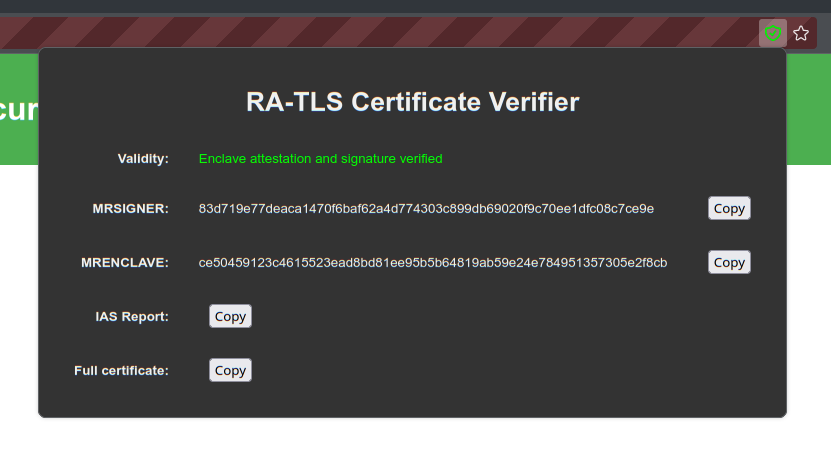 cur
RA-TLS Certificate Verifier
Validity: Enclave attestation and signature verified
MRSIGNER: 83d719e77deaca1470f6baf62a4d774303c899db69020f9c70ee1dfc08c7ce9e Copy
MRENCLAVE: ce50459123c4615523ead8bd81ee95b5b64819ab59e24e784951357305e2f8cb Copy
IAS Report: Copy
Full certificate: Copy